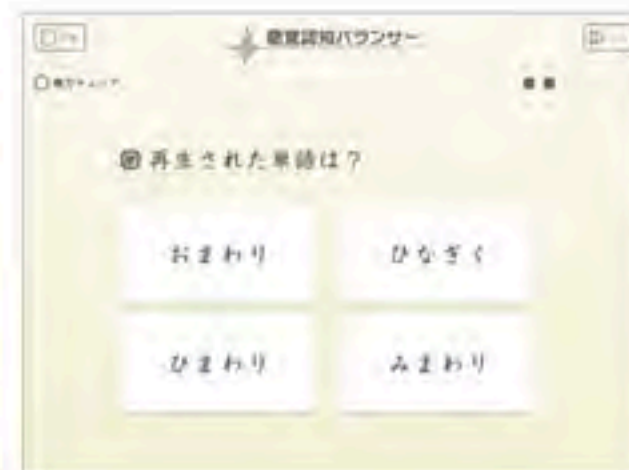 聴覚認知バランサー
再生された単語は？
おまわり
ひなぎく
ひまわり
みまわり